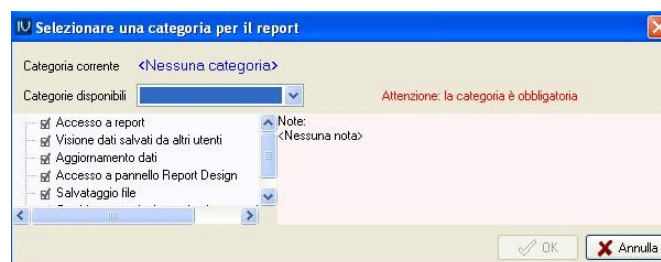 IV Selezionare una categoria per il report
Categoria corrente <Nessuna categoria>
Categorie disponibili
Attenzione: la categoria è obbligatoria
Accesso a report
Visione dati salvati da altri utenti
Aggiornamento dati
Accesso a pannello Report Design
Salvataggio file
Note:
<Nessuna nota>
OK
Annulla